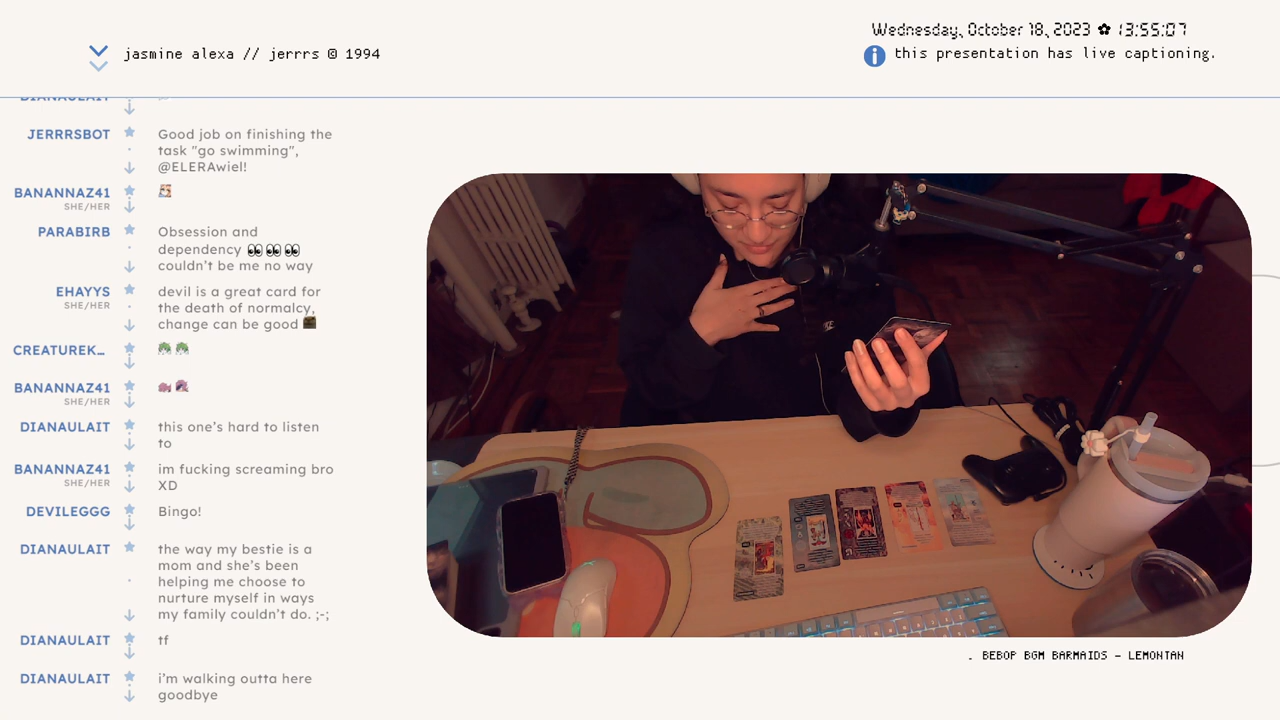 jasmine alexa // jerrrs © 1994
Wednesday, October 18, 2023 ✿ 13:55:07
this presentation has live captioning.
DIANAULAIT
JERRRSBOT
Good job on finishing the
task "go swimming",
@ELERAwiel!
BANANNAZ41
SHE/HER
PARABIRB
Obsession and
dependency 👀👀👀
couldn't be me no way
EHAYYS
SHE/HER
devil is a great card for
the death of normalcy,
change can be good
CREATUREK…
BANANNAZ41
SHE/HER
DIANAULAIT
this one's hard to listen
to
BANANNAZ41
SHE/HER
im fucking screaming bro
XD
DEVILEGGG
Bingo!
DIANAULAIT
the way my bestie is a
mom and she's been
helping me choose to
nurture myself in ways
my family couldn't do. ;-;
DIANAULAIT
tf
DIANAULAIT
i'm walking outta here
goodbye
. BEBOP BGM BARMAIDS - LEMONTAN